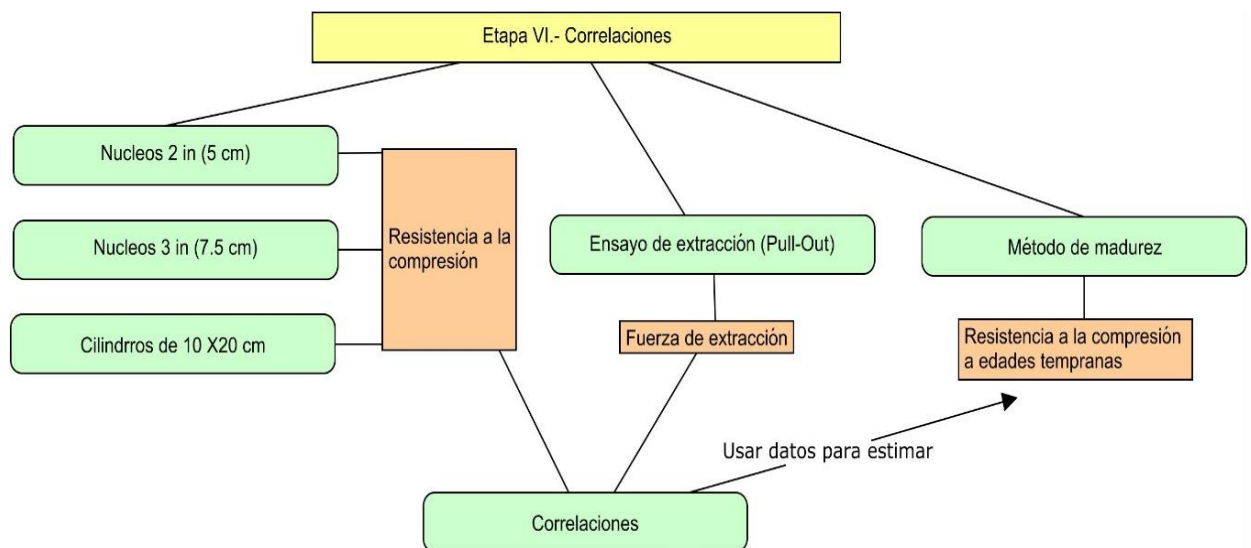 Etapa VI.- Correlaciones
Nucleos 2 in (5 cm)
Nucleos 3 in (7.5 cm)
Cilindrros de 10 X20 cm
Resistencia a la
compresión
Ensayo de extracción (Pull-Out)
Fuerza de extracción
Método de madurez
Resistencia a la compresión
a edades tempranas
Usar datos para estimar
Correlaciones